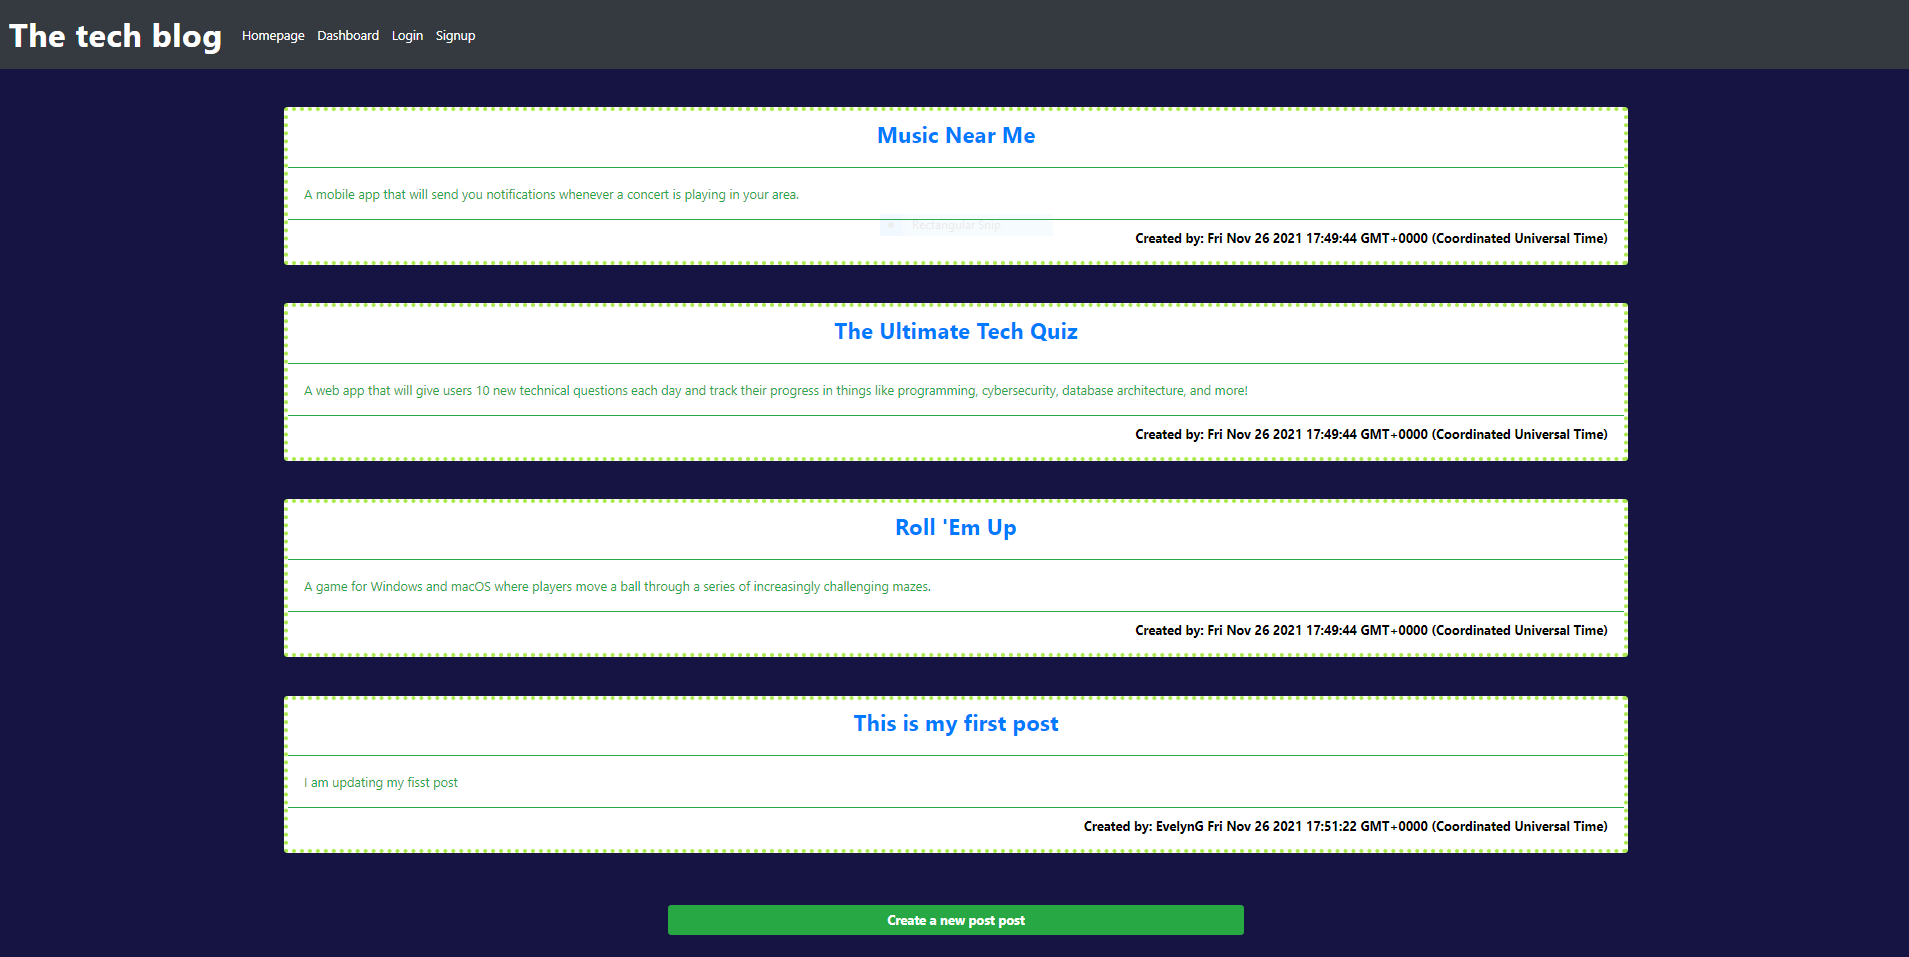 The tech blog Homepage Dashboard Login Signup
Music Near Me
A mobile app that will send you notifications whenever a concert is playing in your area.
Rectangular Snip
Created by: Fri Nov 26 2021 17:49:44 GMT+0000 (Coordinated Universal Time)
The Ultimate Tech Quiz
A web app that will give users 10 new technical questions each day and track their progress in things like programming, cybersecurity, database architecture, and more!
Created by: Fri Nov 26 2021 17:49:44 GMT+0000 (Coordinated Universal Time)
Roll 'Em Up
A game for Windows and macOS where players move a ball through a series of increasingly challenging mazes.
Created by: Fri Nov 26 2021 17:49:44 GMT+0000 (Coordinated Universal Time)
This is my first post
I am updating my fisst post
Created by: EvelynG Fri Nov 26 2021 17:51:22 GMT+0000 (Coordinated Universal Time)
Create a new post post